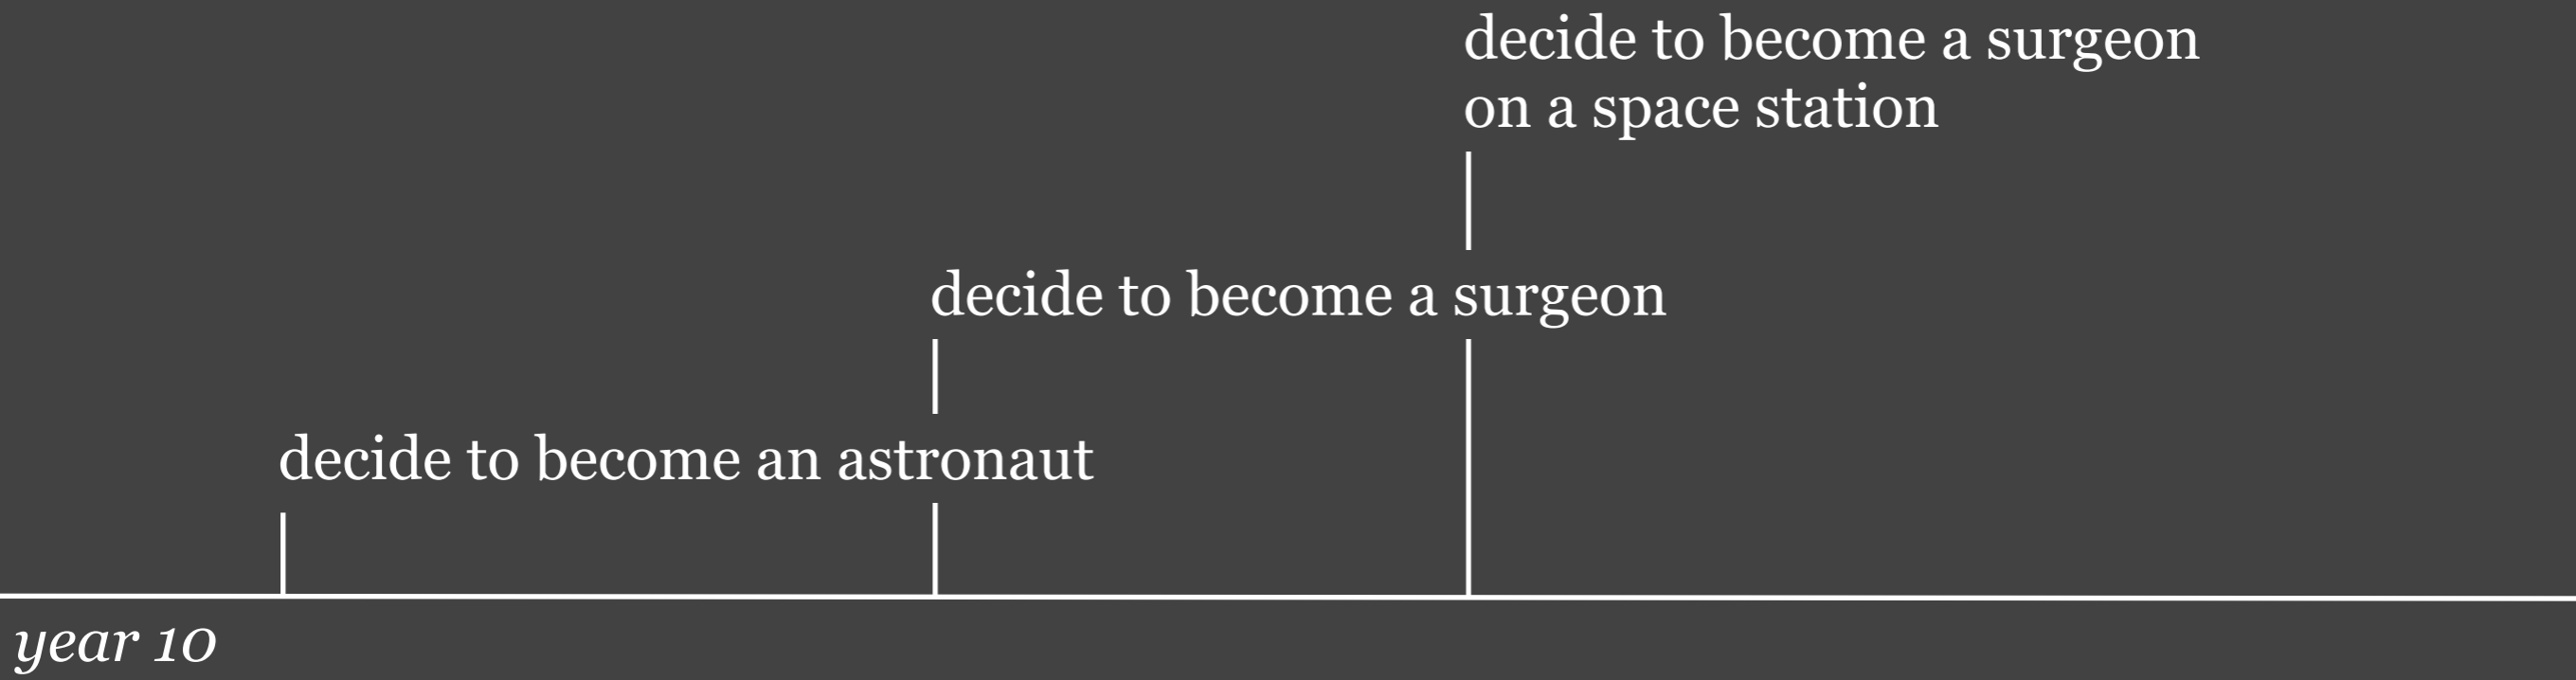 decide to become a surgeon
on a space station
decide to become a surgeon
decide to become an astronaut
year 10